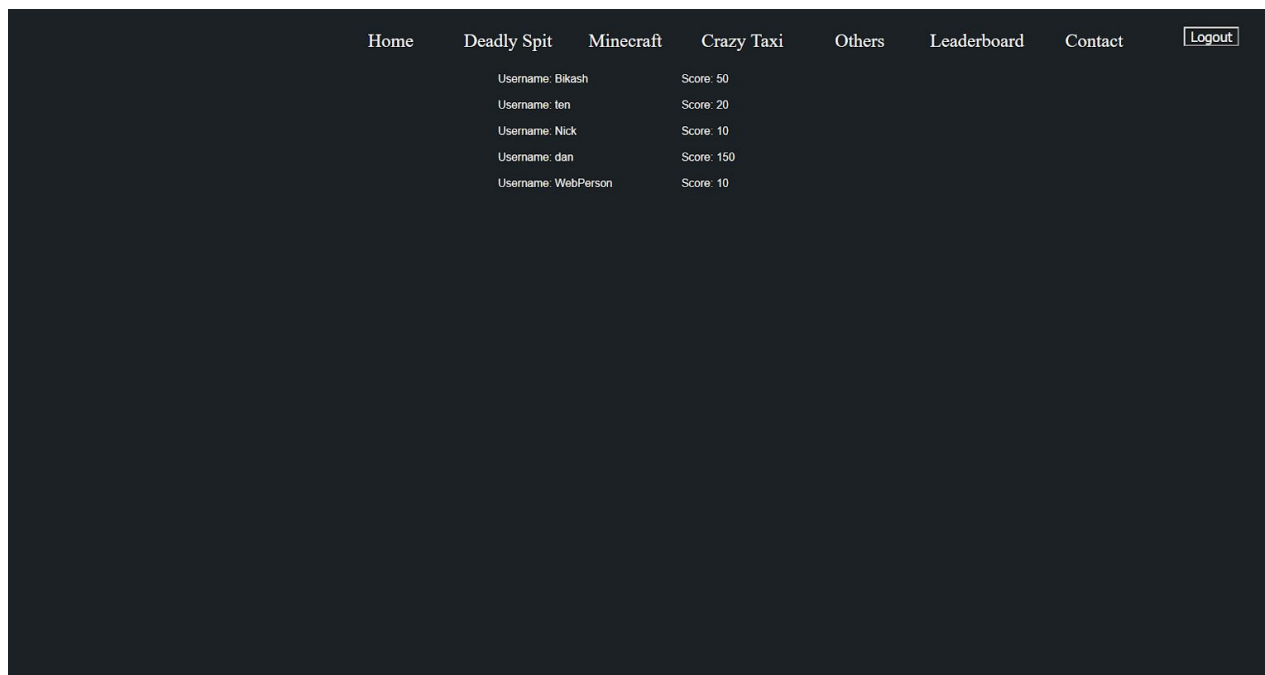 Home Deadly Spit Minecraft Crazy Taxi Others Leaderboard Contact Logout
Username: Bikash Score: 50
Username: ten Score: 20
Username: Nick Score: 10
Username: dan Score: 150
Username: WebPerson Score: 10